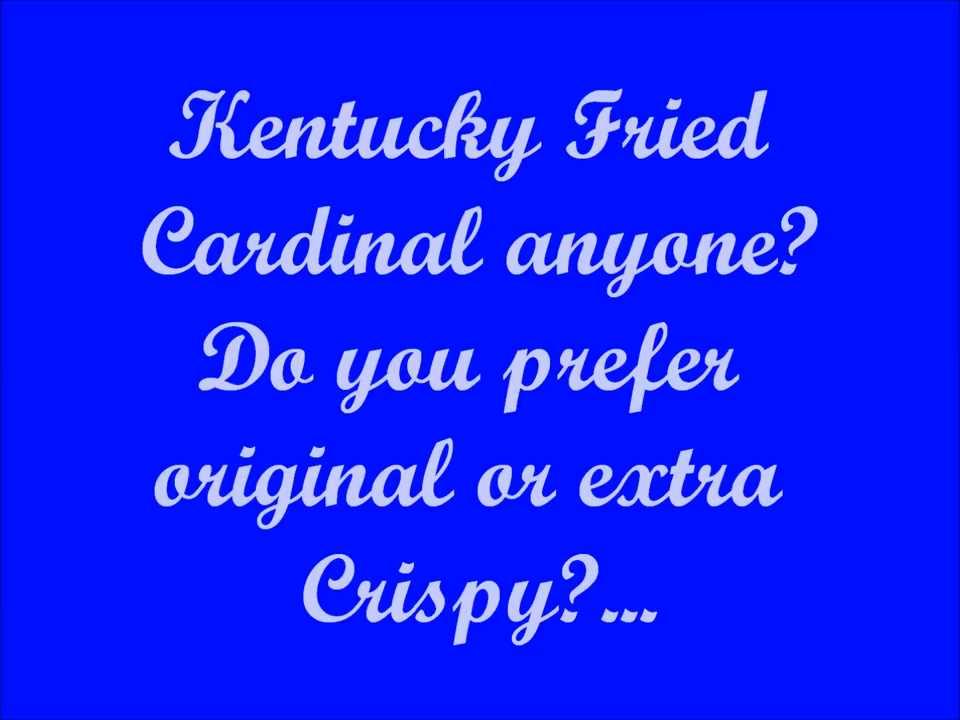 Kentucky Fried
Cardinal anyone?
Do you prefer
original or extra
Crispy?...